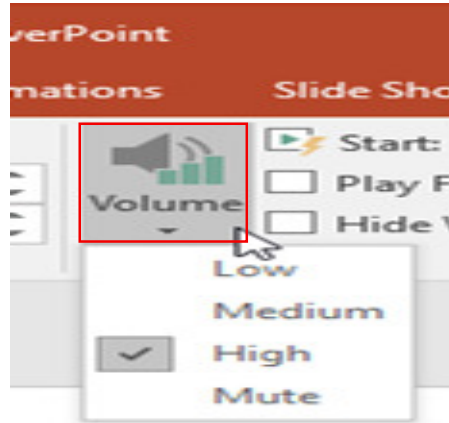 verPoint
mations Slide Sho
Start:
Volume Play F
Hide V
Low
Medium
High
Mute